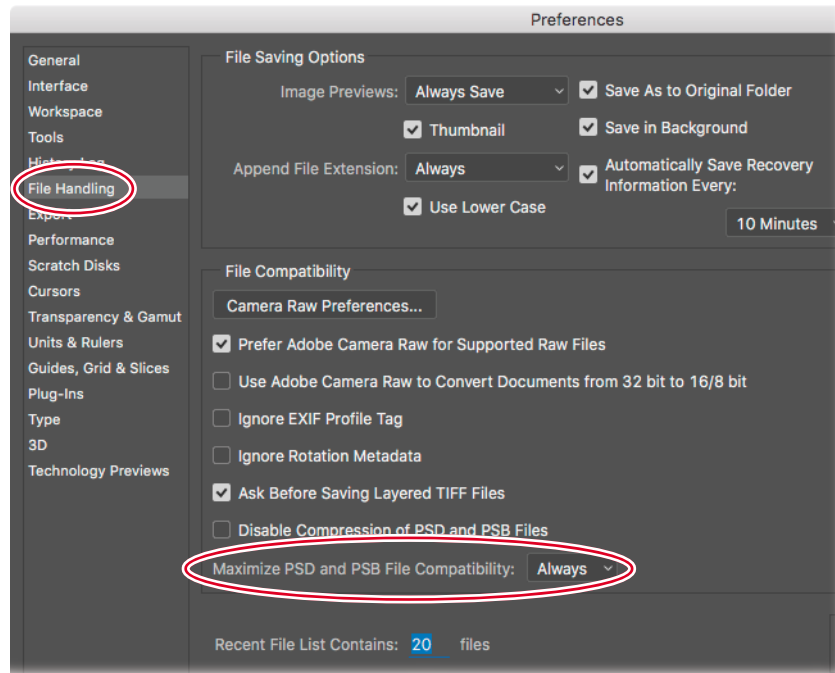 Preferences
General
Interface
Workspace
Tools
History Log
File Handling
Export
Performance
Scratch Disks
Cursors
Transparency & Gamut
Units & Rulers
Guides, Grid & Slices
Plug-Ins
Type
3D
Technology Previews
File Saving Options
Image Previews: Always Save
Thumbnail
Append File Extension: Always
Use Lower Case
Save As to Original Folder
Save in Background
Automatically Save Recovery
Information Every:
10 Minutes
File Compatibility
Camera Raw Preferences...
Prefer Adobe Camera Raw for Supported Raw Files
Use Adobe Camera Raw to Convert Documents from 32 bit to 16/8 bit
Ignore EXIF Profile Tag
Ignore Rotation Metadata
Ask Before Saving Layered TIFF Files
Disable Compression of PSD and PSB Files
Maximize PSD and PSB File Compatibility: Always
Recent File List Contains: 20 files